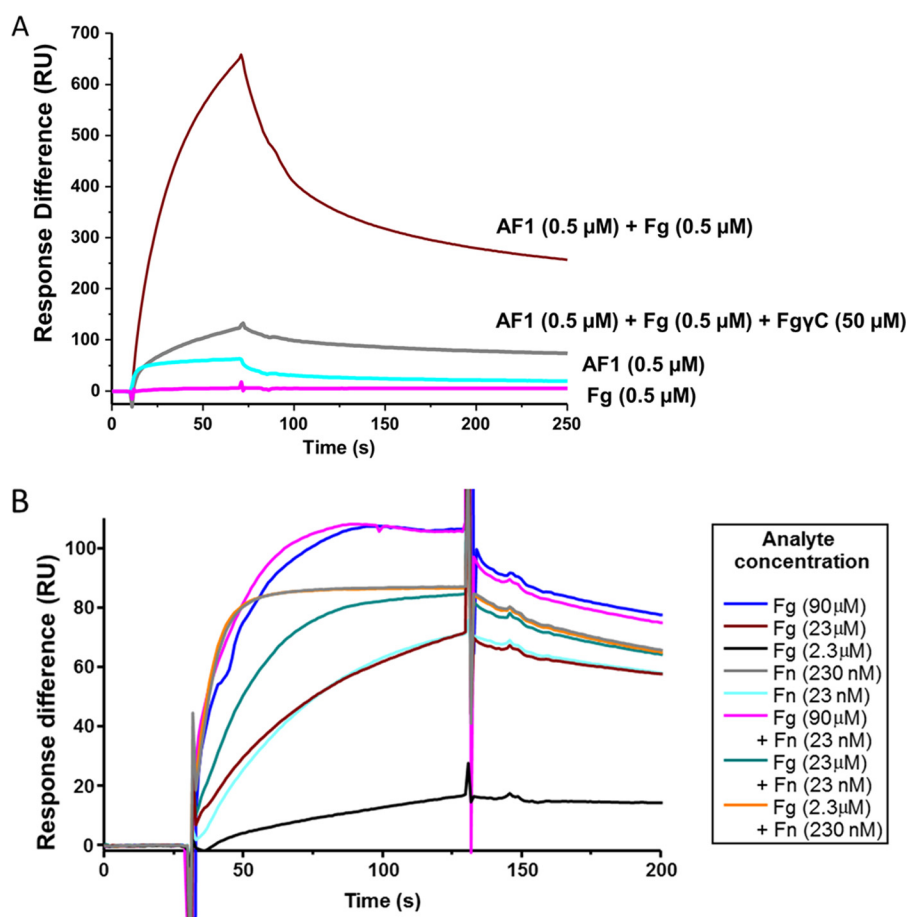 A
Response Difference (RU)
700
600
500
400
300
200
100
0
AF1 (0.5 µM) + Fg (0.5 µM)
AF1 (0.5 µM) + Fg (0.5 µM) + FgγC (50 µM)
AF1 (0.5 µM)
Fg (0.5 µM)
0 50 100 150 200 250
Time (s)
B
Response difference (RU)
100
80
60
40
20
0
0 50 100 150 200
Time (s)
Analyte
concentration
Fg (90µM)
Fg (23µM)
Fg (2.3µM)
Fn (230 nM)
Fn (23 nM)
Fg (90µM)
+ Fn (23 nM)
Fg (23µM)
+ Fn (23 nM)
Fg (2.3µM)
+ Fn (230 nM)